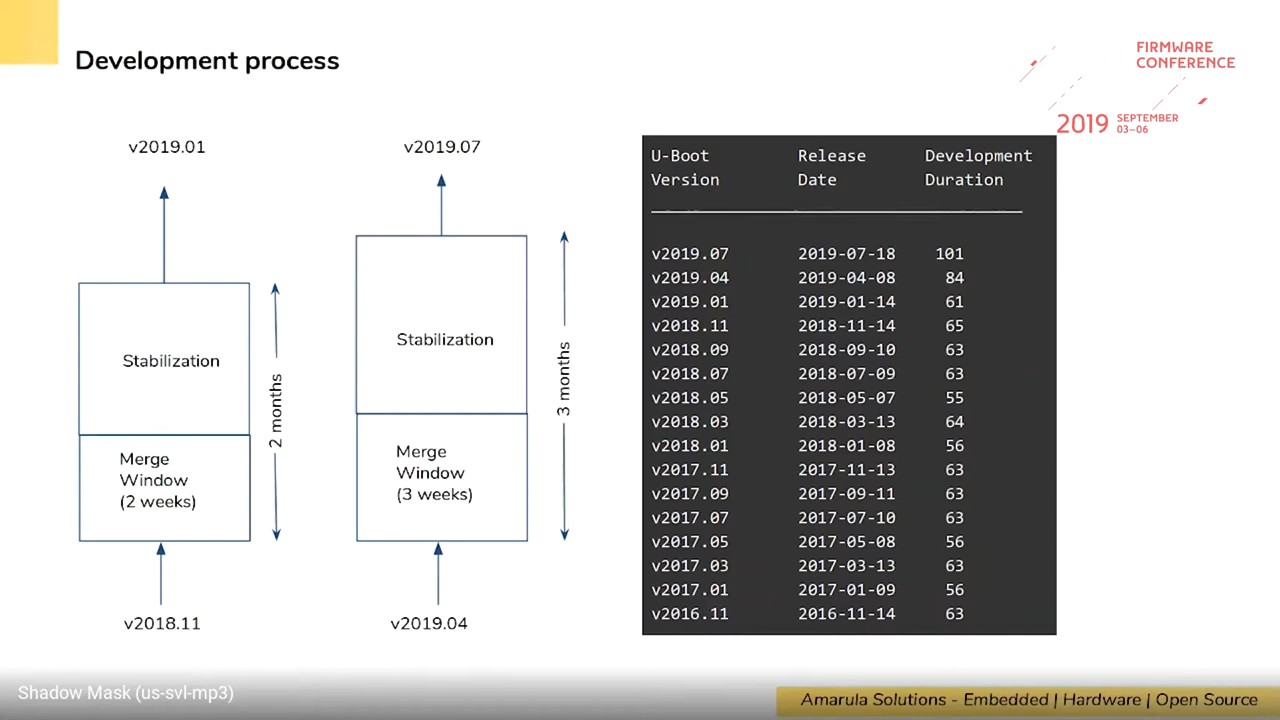 Development process
FIRMWARE
CONFERENCE
2019 SEPTEMBER
03–06
v2019.01
Stabilization
Merge
Window
(2 weeks)
2 months
v2018.11
v2019.07
Stabilization
Merge
Window
(3 weeks)
3 months
v2019.04
U-Boot Release Development
Version Date Duration
v2019.07 2019-07-18 101
v2019.04 2019-04-08 84
v2019.01 2019-01-14 61
v2018.11 2018-11-14 65
v2018.09 2018-09-10 63
v2018.07 2018-07-09 63
v2018.05 2018-05-07 55
v2018.03 2018-03-13 64
v2018.01 2018-01-08 56
v2017.11 2017-11-13 63
v2017.09 2017-09-11 63
v2017.07 2017-07-10 63
v2017.05 2017-05-08 56
v2017.03 2017-03-13 63
v2017.01 2017-01-09 56
v2016.11 2016-11-14 63
Shadow Mask (us-svl-mp3)
Amarula Solutions - Embedded | Hardware | Open Source